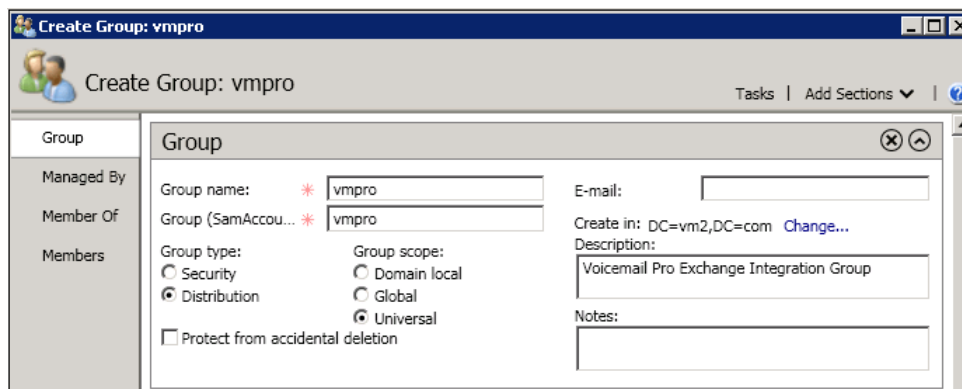 Create Group: vmpro
Create Group: vmpro
Tasks | Add Sections |
Group
Managed By
Member Of
Members
Group
Group name: * vmpro
Group (SamAccou... * vmpro
Group type:
Security
Distribution
Group scope:
Domain local
Global
Universal
Protect from accidental deletion
E-mail:
Create in: DC=vm2,DC=com Change...
Description:
Voicemail Pro Exchange Integration Group
Notes: